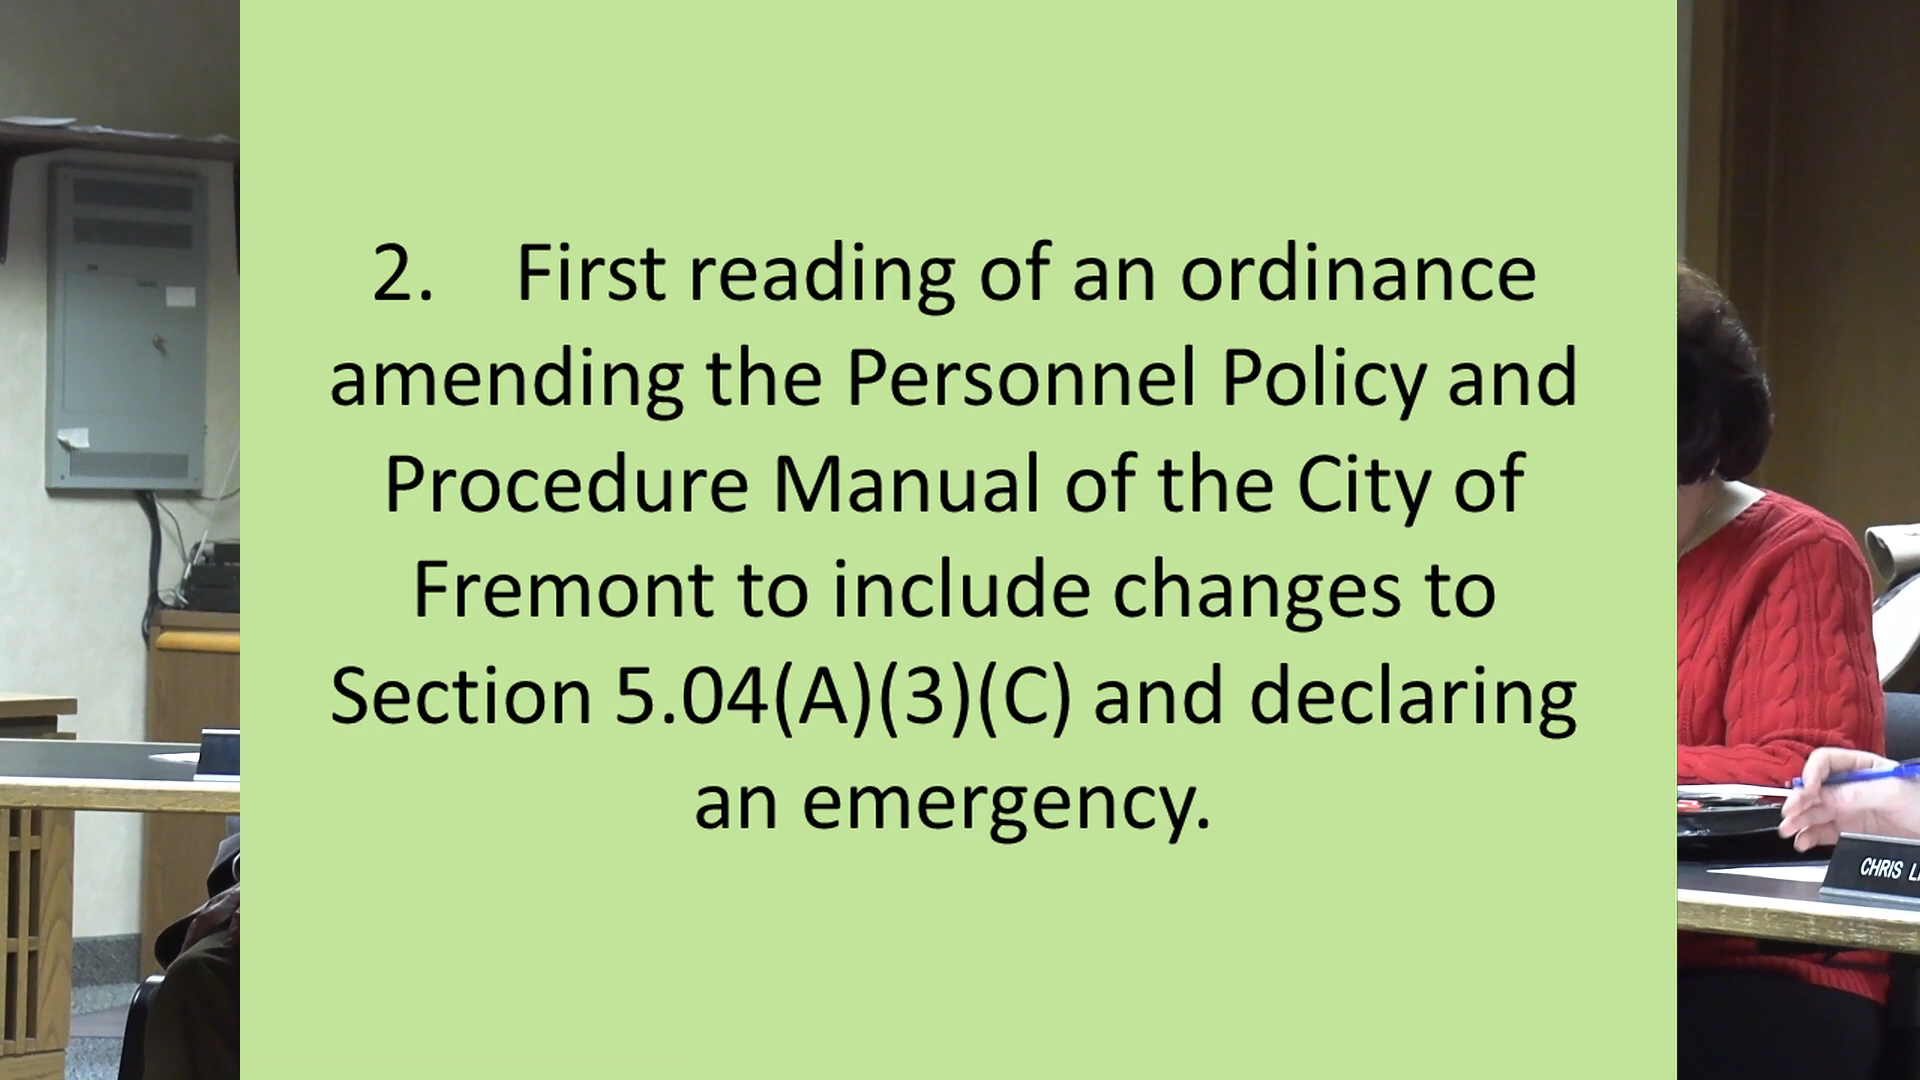 2. First reading of an ordinance
amending the Personnel Policy and
Procedure Manual of the City of
Fremont to include changes to
Section 5.04(A)(3)(C) and declaring
an emergency.
CHRIS